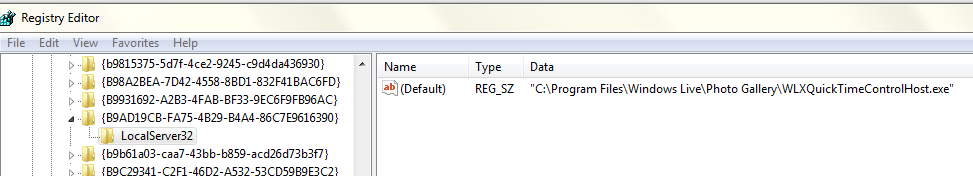 Registry Editor
File Edit View Favorites Help
{b9815375-5d7f-4ce2-9245-c9d4da436930}
{B98A2BEA-7D42-4558-8BD1-832F41BAC6FD}
{B9931692-A2B3-4FAB-BF33-9EC6F9FB96AC}
{B9AD19CB-FA75-4B29-B4A4-86C7E9616390}
LocalServer32
{b9b61a03-caa7-43bb-b859-acd26d73b3f7}
{B9C29341-C2F1-46D2-A532-53CD59B9E3C2}
Name Type Data
ab (Default) REG_SZ "C:\Program Files\Windows Live\Photo Gallery\WLXQuickTimeControlHost.exe"